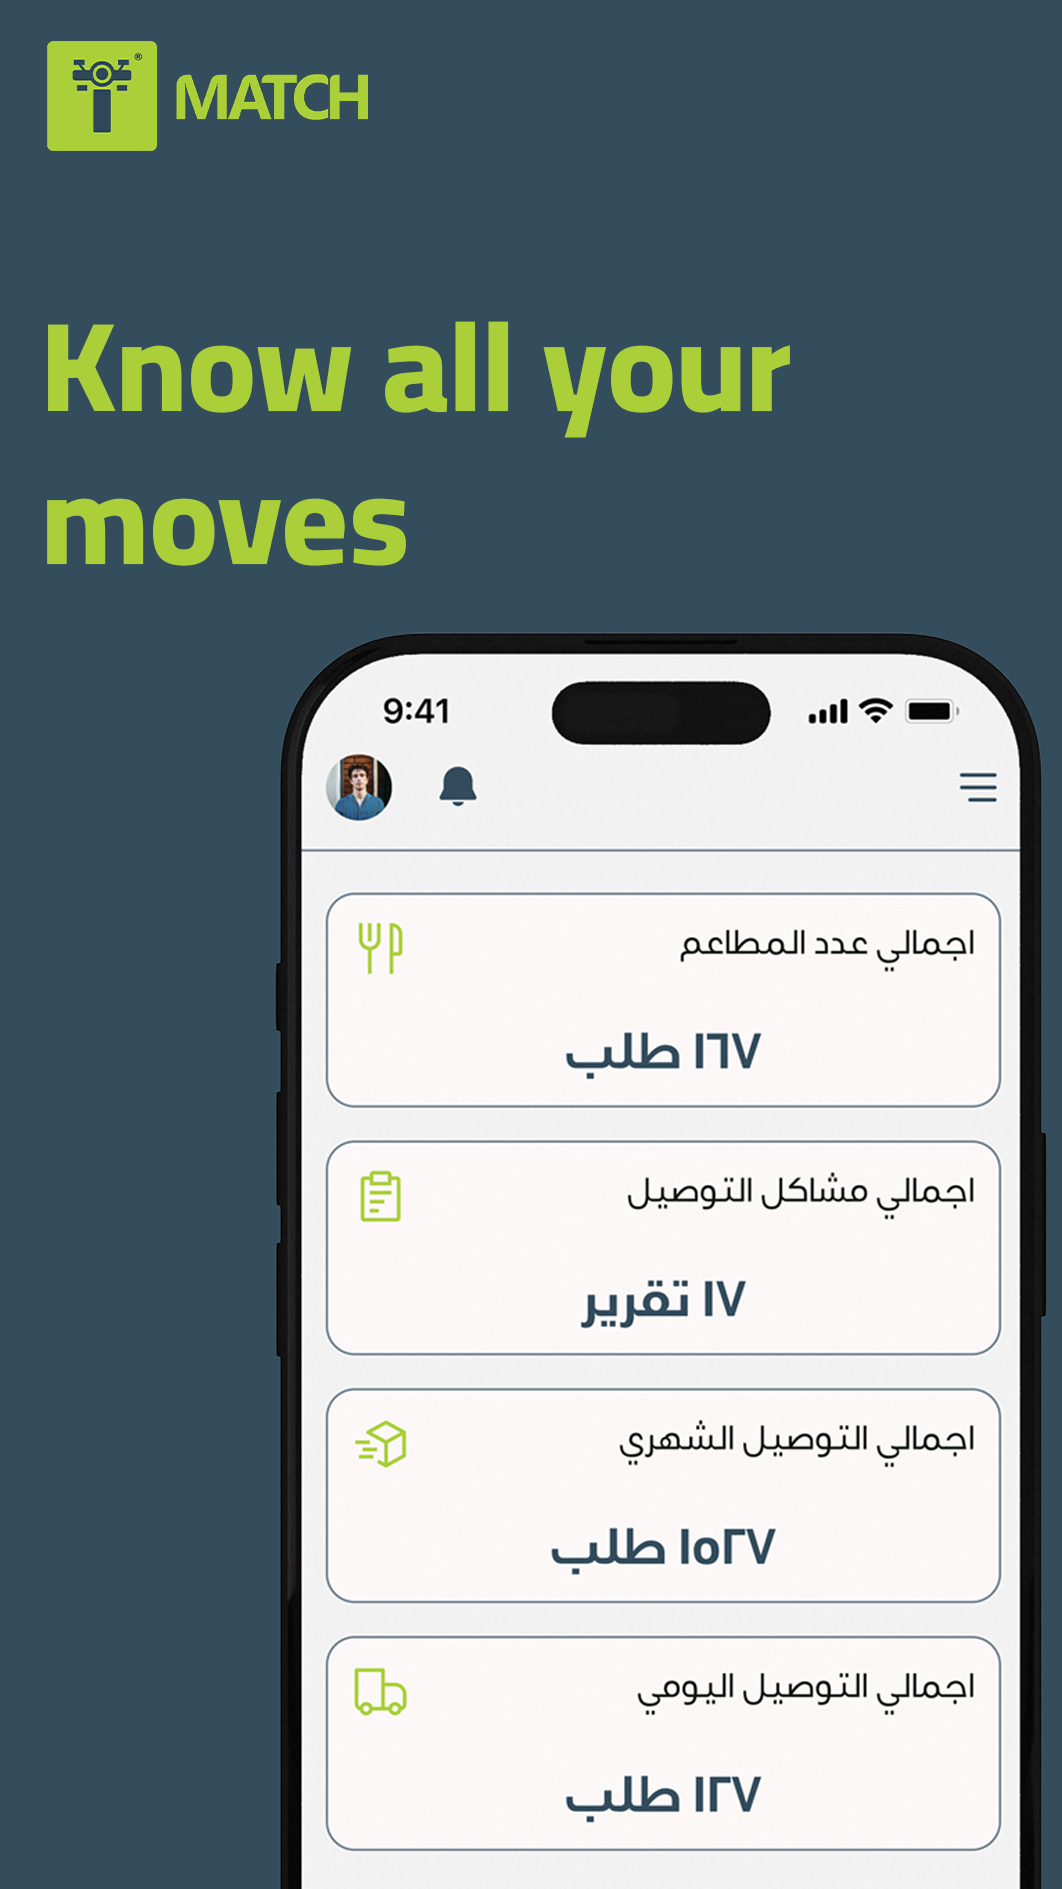 ®
MATCH
Know all your
moves
9:41
اجمالي عدد المطاعم
١٦٧ طلب
اجمالي مشاكل التوصيل
١٧ تقرير
اجمالي التوصيل الشهري
١٥٢٧ طلب
اجمالي التوصيل اليومي
١٢٧ طلب